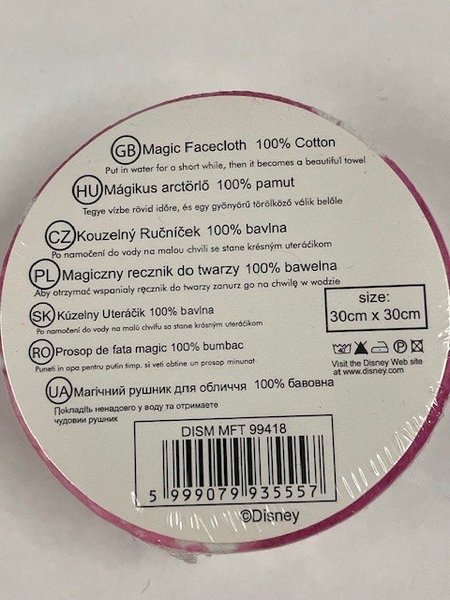 GB Magic Facecloth 100% Cotton
Put in water for a short while, then it becomes a beautiful towel
HU Mágikus arctörlő 100% pamut
Tegye vízbe rövid időre, és egy gyönyörű törölköző válik belőle
CZ Kouzelný Ručníček 100% bavlna
Po namočení do vody na malou chvíli se stane krésným uteráčikom
PL Magiczny recznik do twarzy 100% bawelna
Aby otrzymać wspanialy ręcznik do twarzy zanurz go na chwilę w wodzie
SK Kúzelny Uteráčik 100% bavlna
Po namočení do vody na malú chvíľu sa stane krásným uteráčikom
RO Prosop de fata magic 100% bumbac
Puneti in apa pentru putin timp. si veti obtine un prosop minunat
UA Магічний рушник для обличчя 100% бавовна
Покладіть ненадовго у воду та отримаєте
чудовий рушник
size:
30cm x 30cm
Visit the Disney Web site
at www.disney.com
DISM MFT 99418
5 999079 935557
©Disney